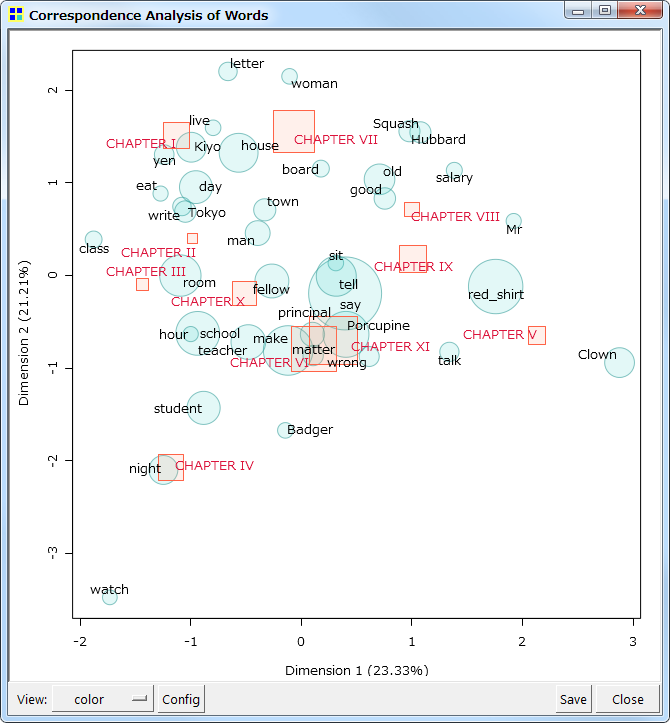 Correspondence Analysis of Words
letter
woman
2
live
Squash
CHAPTER I
CHAPTER VII
Hubbard
Kiyo
house
yen
board
old
salary
1
eat
day
good
town
write
Tokyo
CHAPTER VIII
Mr
man
class
CHAPTER II
sit
CHAPTER III
CHAPTER IX
0
room
tell
fellow
red_shirt
CHAPTER X
say
principal
Porcupine
hour
school
make
CHAPTER V
teacher
matter
CHAPTER XI
CHAPTER VI
wrong
talk
Clown
-1
student
Badger
night
CHAPTER IV
-2
-3
watch
Dimension 2 (21.21%)
-2 -1 0 1 2 3
Dimension 1 (23.33%)
View: color Config Save Close